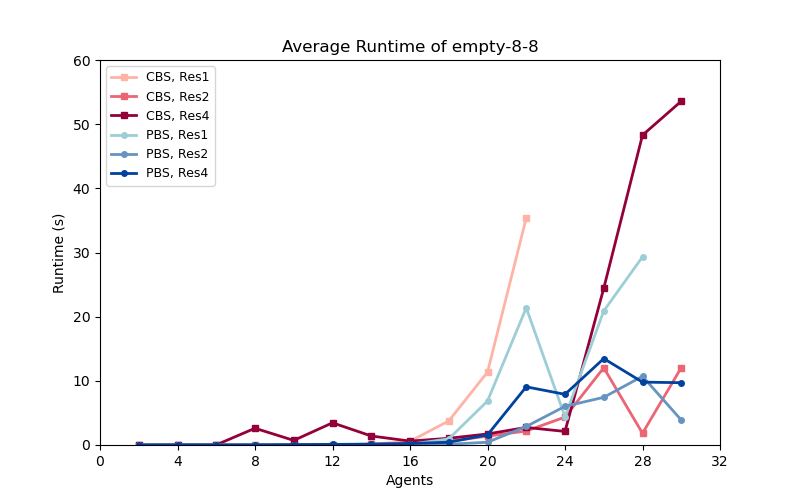 Average Runtime of empty-8-8
60
50
40
30
20
10
0
Runtime (s)
CBS, Res1
CBS, Res2
CBS, Res4
PBS, Res1
PBS, Res2
PBS, Res4
0 4 8 12 16 20 24 28 32
Agents